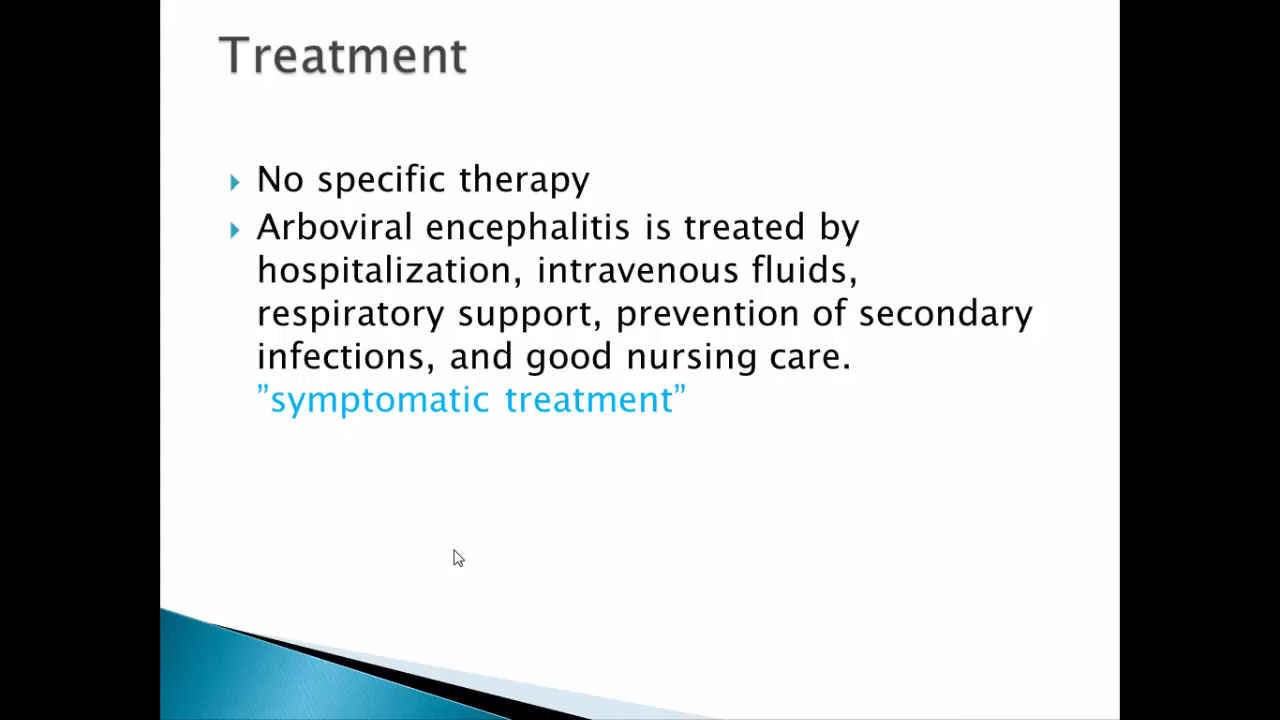 Treatment
No specific therapy
Arboviral encephalitis is treated by
hospitalization, intravenous fluids,
respiratory support, prevention of secondary
infections, and good nursing care.
”symptomatic treatment”